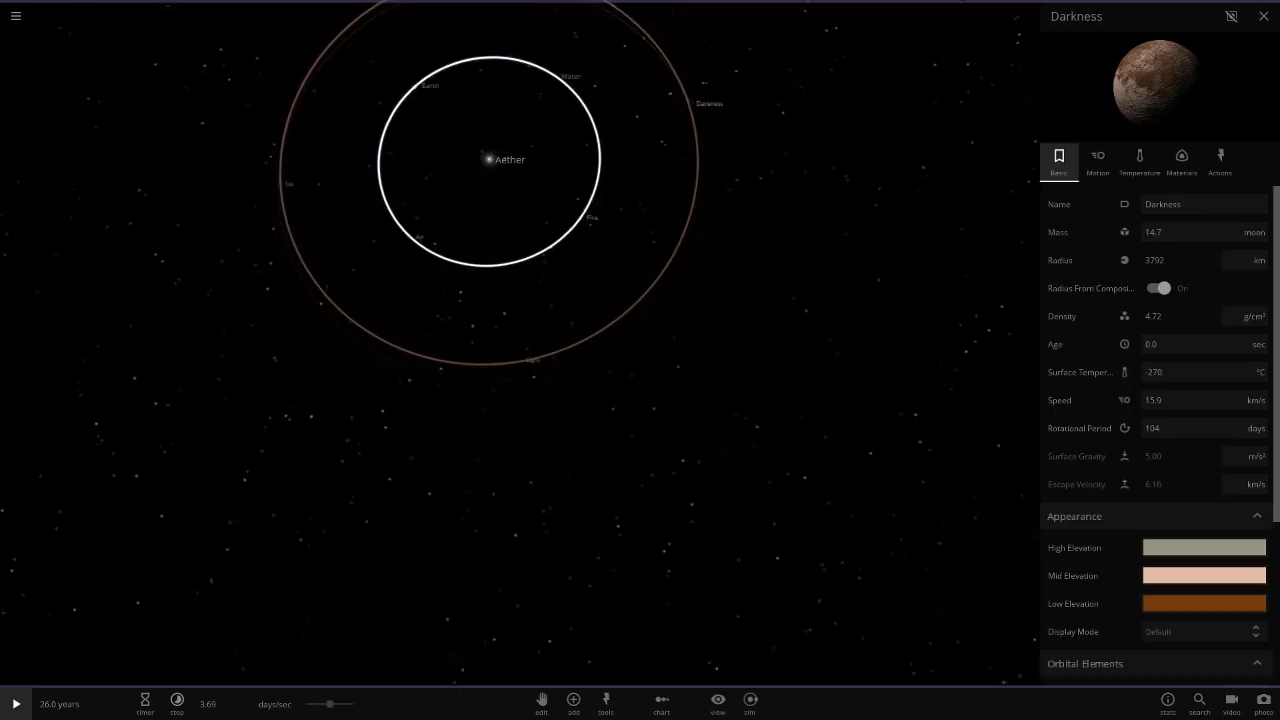 Darkness
Water
Earth
Darkness
Aether
Ice
Fire
Air
Basic
Motion
Temperature
Materials
Actions
Name Darkness
Mass 14.7 moon
Radius 3792 km
Radius From Composi... On
Density 4.72 g/cm³
Age 0.0 sec
Surface Temper... -270 °C
Speed 15.9 km/s
Rotational Period 104 days
Surface Gravity 5.00 m/s²
Escape Velocity 6.16 km/s
Appearance
High Elevation
Mid Elevation
Low Elevation
Display Mode Default
Orbital Elements
26.0 years
timer
step
3.69 days/sec
edit
add
tools
chart
view
sim
stats
search
video
photo